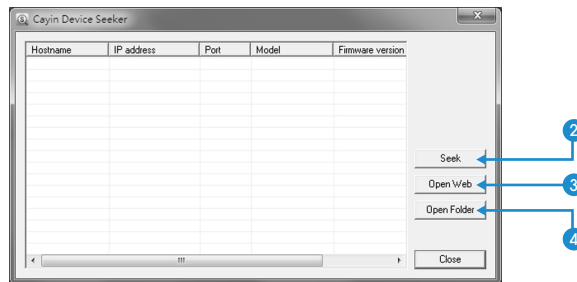 Cayin Device Seeker
Hostname IP address Port Model Firmware version
2
Seek
Open Web 3
Open Folder
4
Close